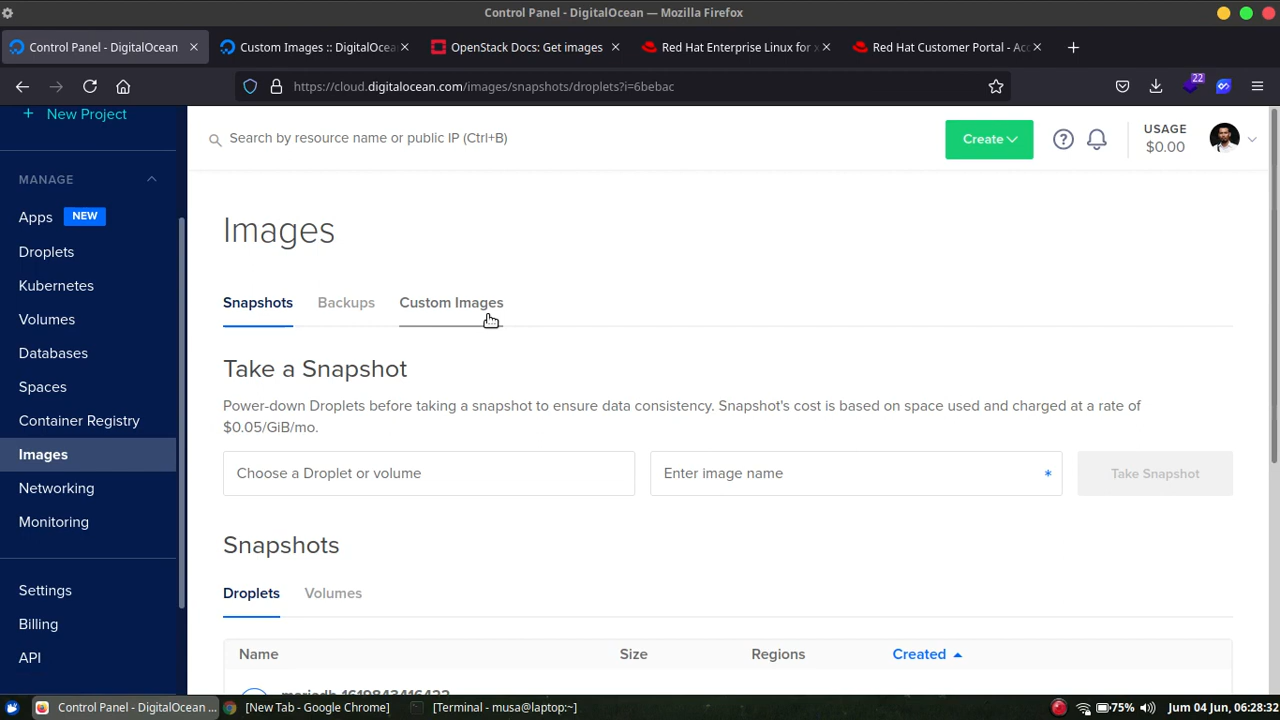 Control Panel - DigitalOcean — Mozilla Firefox
Control Panel - DigitalOcean
Custom Images :: DigitalOcea
OpenStack Docs: Get images
Red Hat Enterprise Linux for x
Red Hat Customer Portal - Acc
https://cloud.digitalocean.com/images/snapshots/droplets?i=6bebac
22
+ New Project
Search by resource name or public IP (Ctrl+B)
Create
USAGE
$0.00
MANAGE
Apps NEW
Droplets
Kubernetes
Volumes
Databases
Spaces
Container Registry
Images
Networking
Monitoring
Settings
Billing
API
Images
Snapshots
Backups
Custom Images
Take a Snapshot
Power-down Droplets before taking a snapshot to ensure data consistency. Snapshot's cost is based on space used and charged at a rate of
$0.05/GiB/mo.
Choose a Droplet or volume
Enter image name *
Take Snapshot
Snapshots
Droplets
Volumes
Name
Size
Regions
Created
mariadb-1619843416422
Control Panel - DigitalOcean ...
[New Tab - Google Chrome]
[Terminal - musa@laptop:~]
75%
Jum 04 Jun, 06:28:32